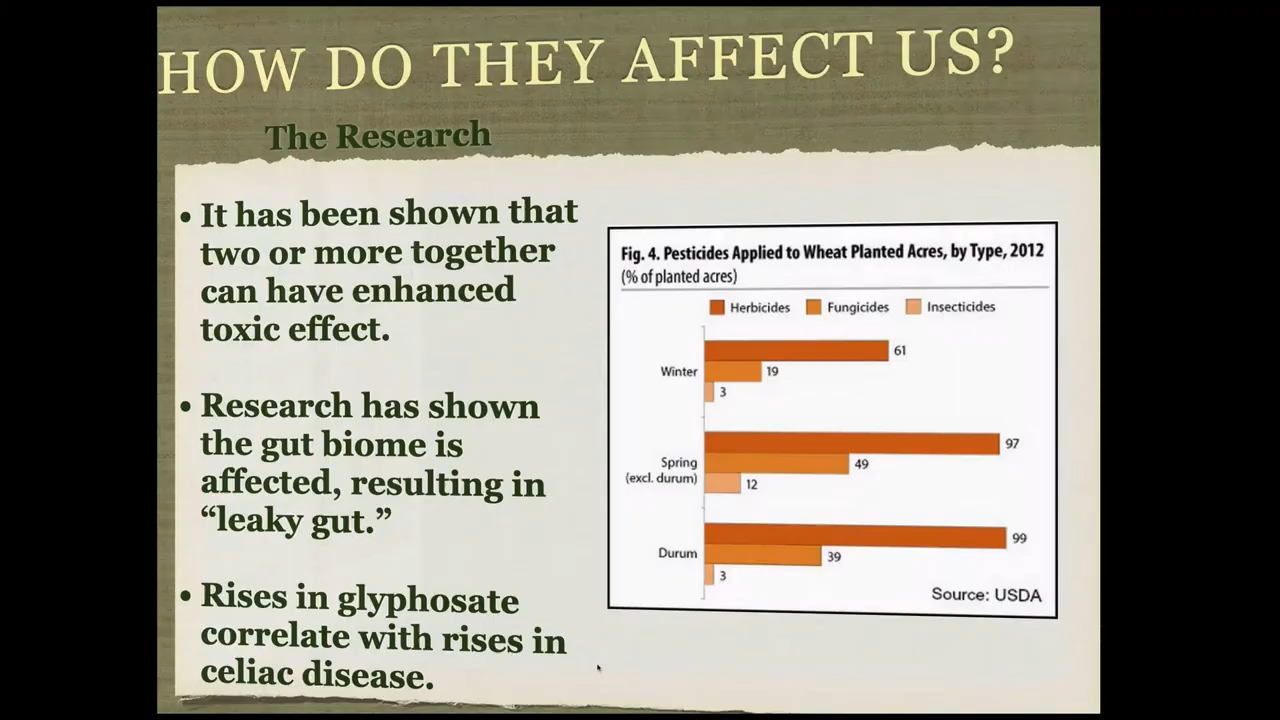 HOW DO THEY AFFECT US?
The Research
• It has been shown that
two or more together
can have enhanced
toxic effect.
• Research has shown
the gut biome is
affected, resulting in
“leaky gut.”
• Rises in glyphosate
correlate with rises in
celiac disease.
Fig. 4. Pesticides Applied to Wheat Planted Acres, by Type, 2012
(% of planted acres)
Herbicides Fungicides Insecticides
61
Winter 19
3
97
Spring 49
(excl. durum) 12
99
Durum 39
3
Source: USDA